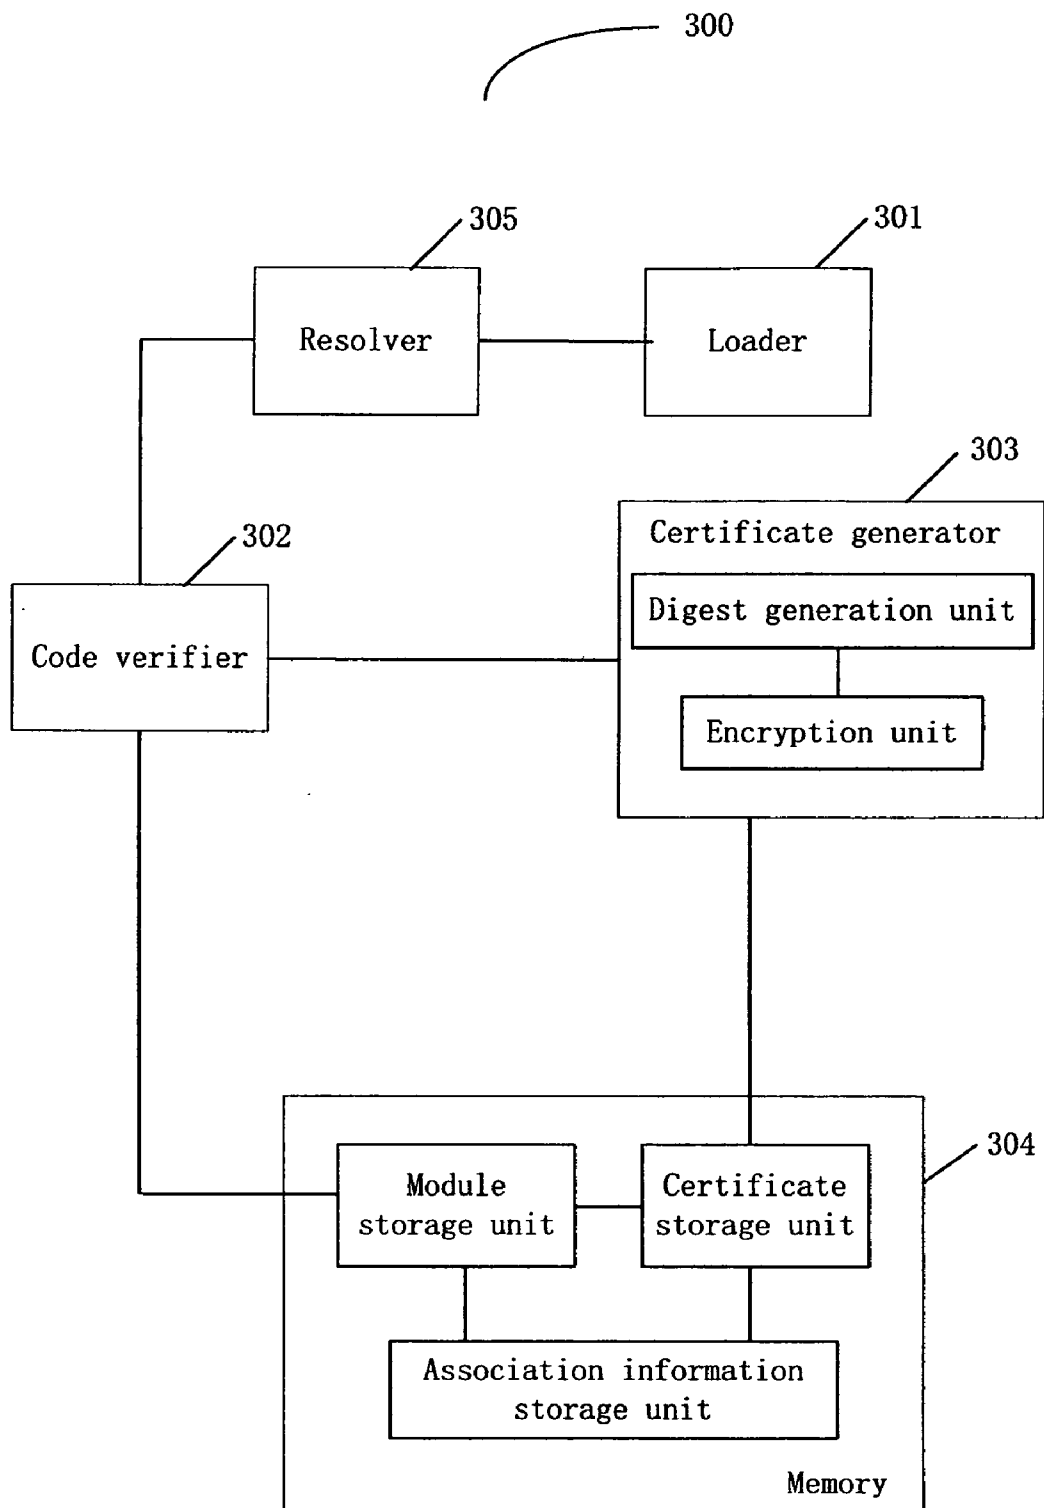 300
305
301
Resolver
Loader
303
302
Certificate generator
Digest generation unit
Code verifier
Encryption unit
304
Module
storage unit
Certificate
storage unit
Association information
storage unit
Memory